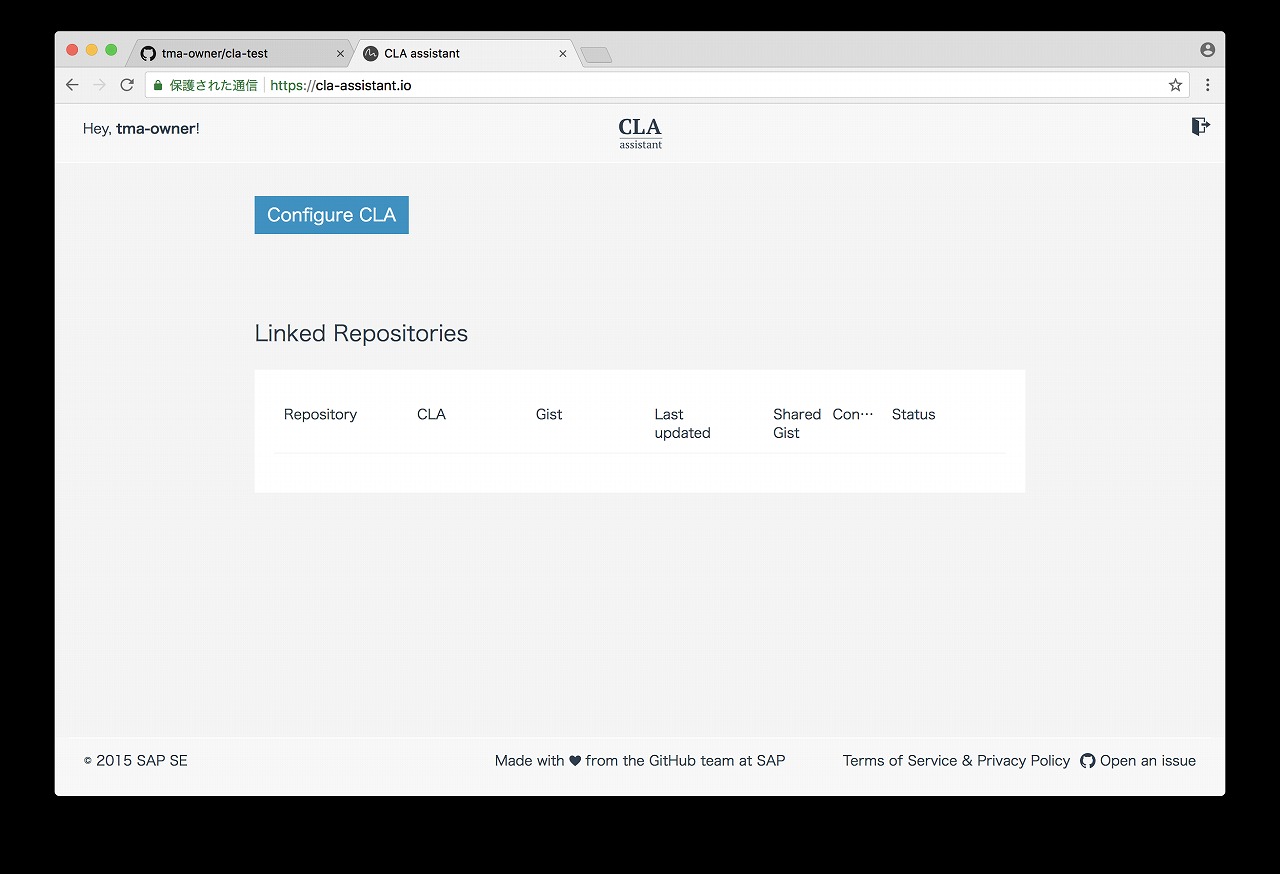 tma-owner/cla-test
CLA assistant
保護された通信
https://cla-assistant.io
Hey, tma-owner!
CLA
assistant
Configure CLA
Linked Repositories
Repository CLA Gist Last updated Shared Gist Con… Status
© 2015 SAP SE
Made with ♥ from the GitHub team at SAP
Terms of Service & Privacy Policy
Open an issue